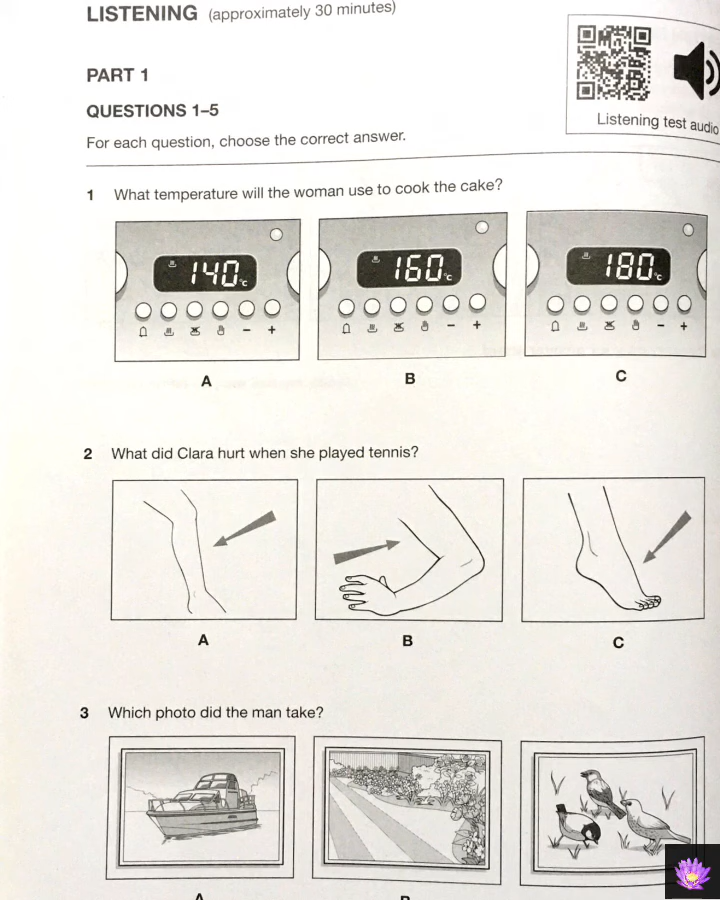 LISTENING (approximately 30 minutes)
PART 1
QUESTIONS 1–5
For each question, choose the correct answer.
Listening test audio
1 What temperature will the woman use to cook the cake?
140°C 160°C 180°C
− + − + − +
A B C
2 What did Clara hurt when she played tennis?
A B C
3 Which photo did the man take?
A B